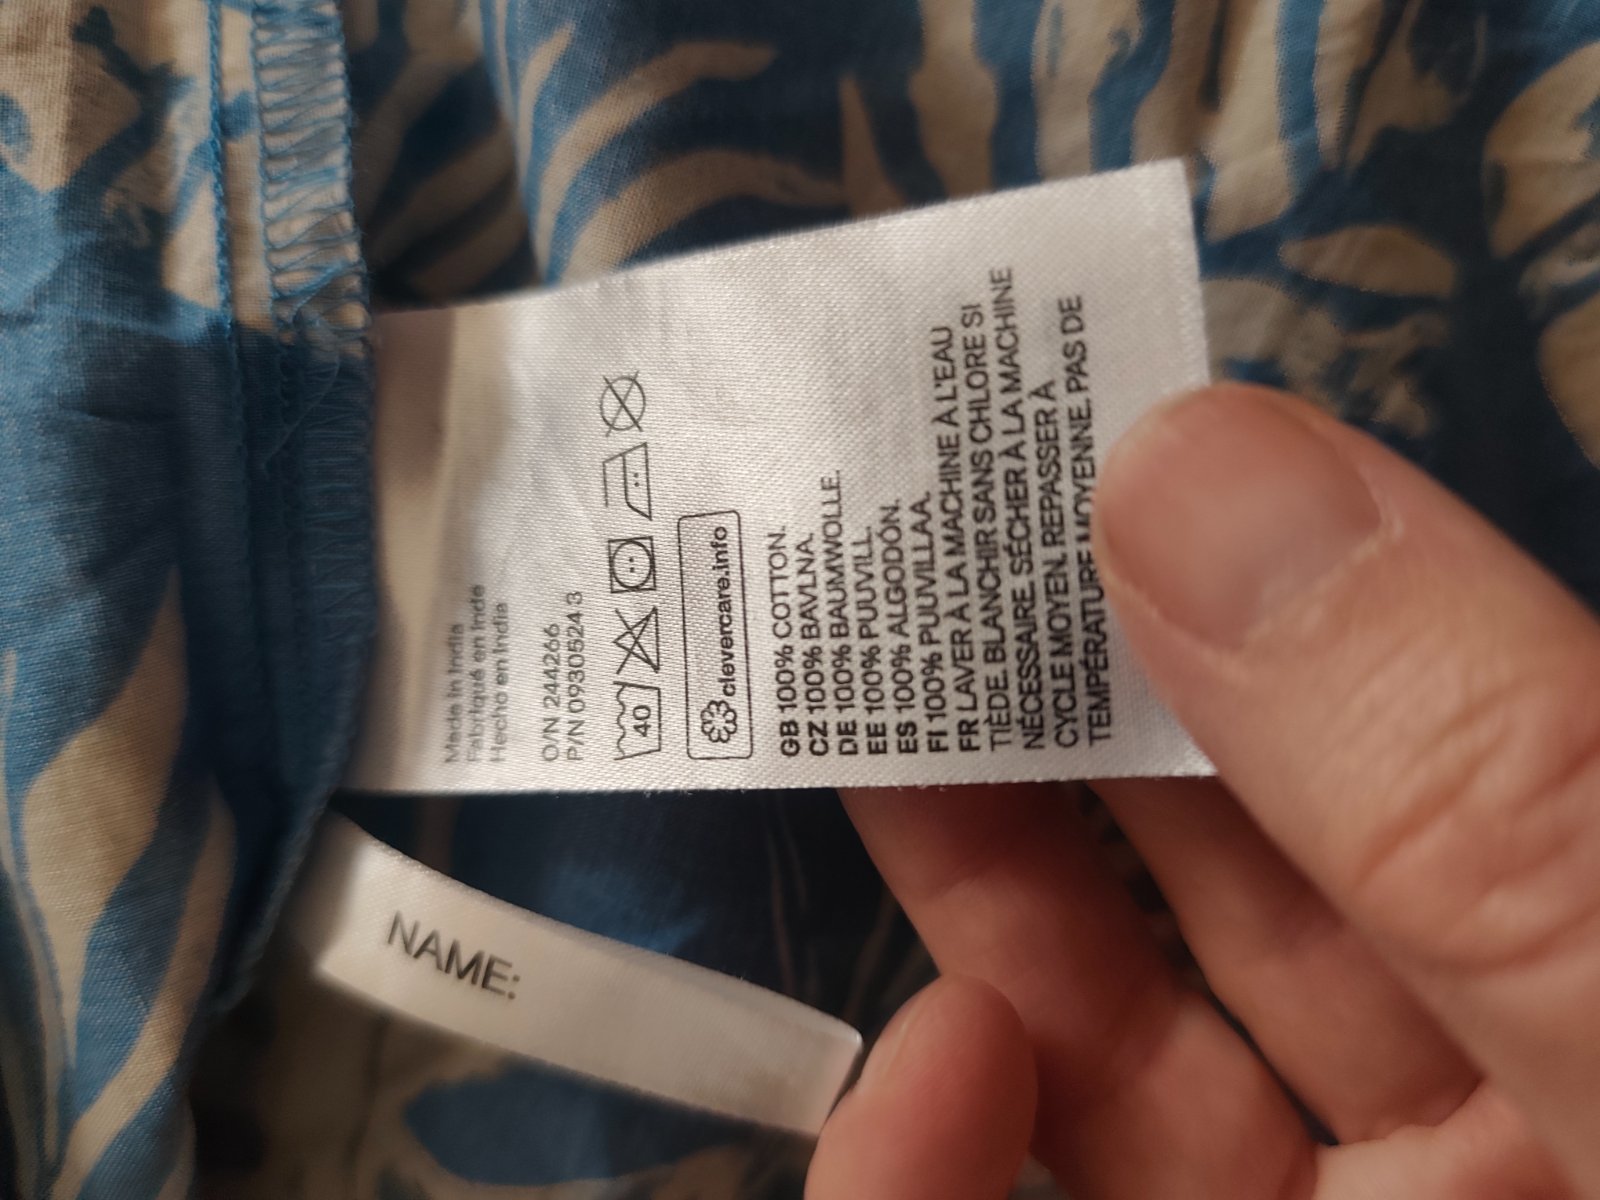 Made in India
Fabriqué en Inde
Hecho en India
O/N 244266
P/N 09305243
40
clevercare.info
GB 100% COTTON.
CZ 100% BAVLNA.
DE 100% BAUMWOLLE.
EE 100% PUUVILL.
ES 100% ALGODÓN.
FI 100% PUUVILLAA.
FR LAVER À LA MACHINE À L'EAU
TIÈDE. BLANCHIR SANS CHLORE SI
NÉCESSAIRE. SÉCHER À LA MACHINE
CYCLE MOYEN. REPASSER À
TEMPÉRATURE MOYENNE. PAS DE
NAME: